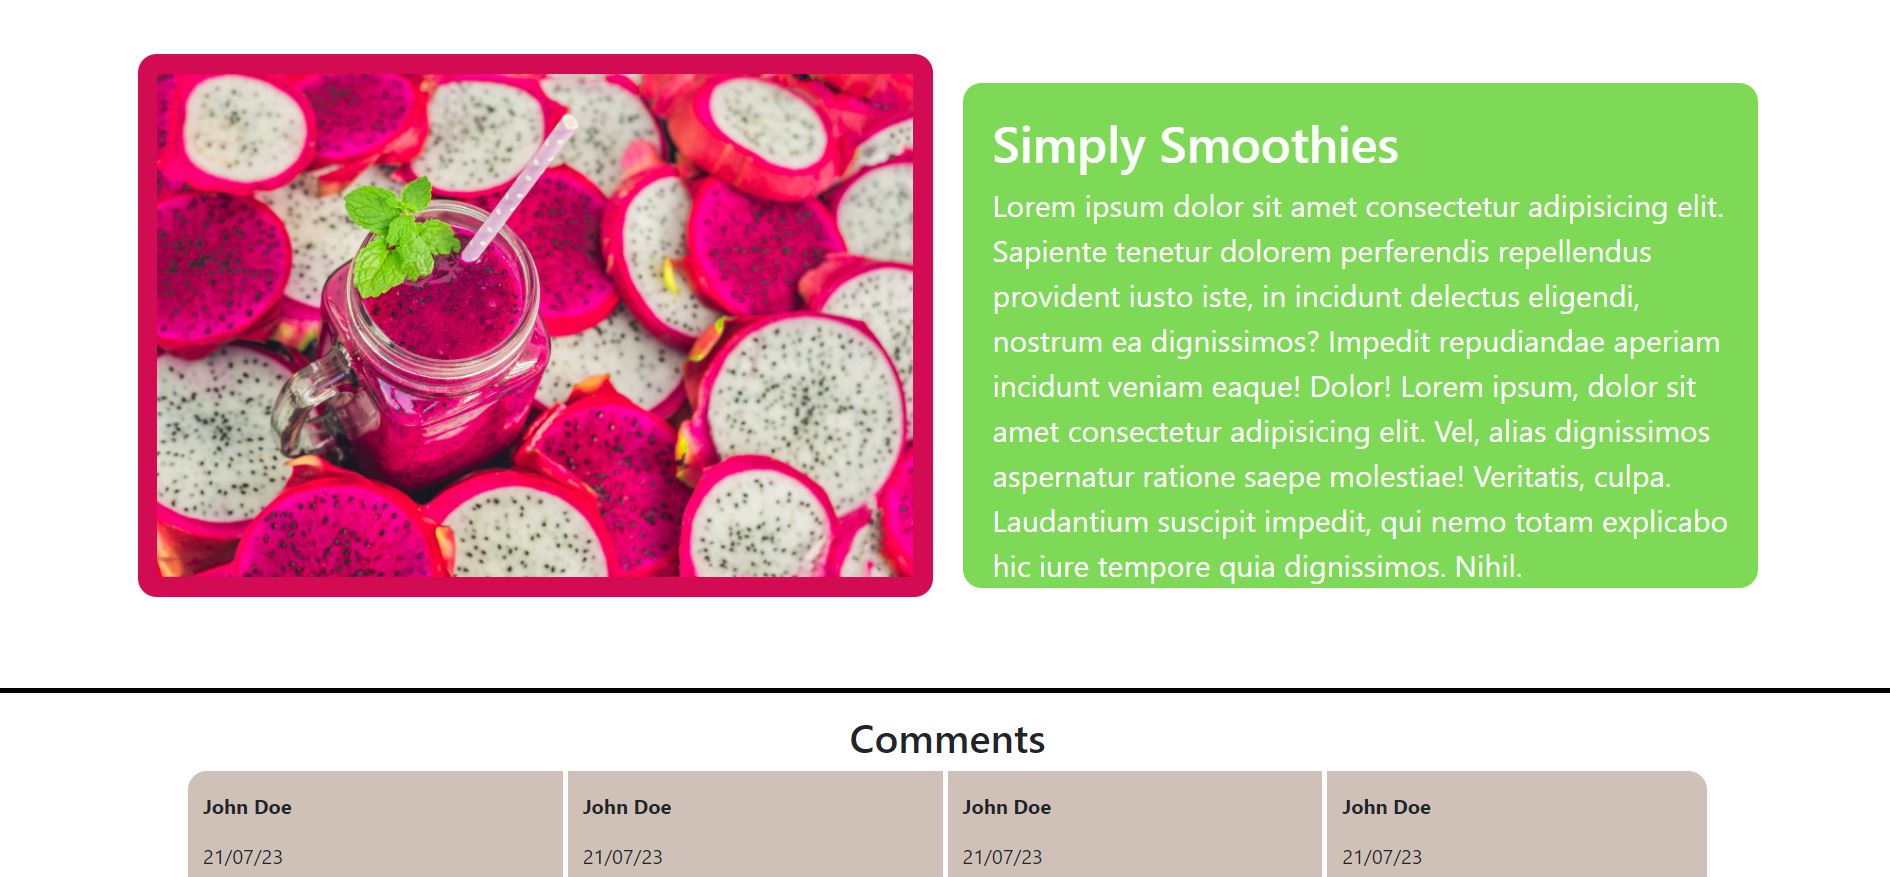 Simply Smoothies
Lorem ipsum dolor sit amet consectetur adipisicing elit.
Sapiente tenetur dolorem perferendis repellendus
provident iusto iste, in incidunt delectus eligendi,
nostrum ea dignissimos? Impedit repudiandae aperiam
incidunt veniam eaque! Dolor! Lorem ipsum, dolor sit
amet consectetur adipisicing elit. Vel, alias dignissimos
aspernatur ratione saepe molestiae! Veritatis, culpa.
Laudantium suscipit impedit, qui nemo totam explicabo
hic iure tempore quia dignissimos. Nihil.
Comments
John Doe John Doe John Doe John Doe
21/07/23 21/07/23 21/07/23 21/07/23